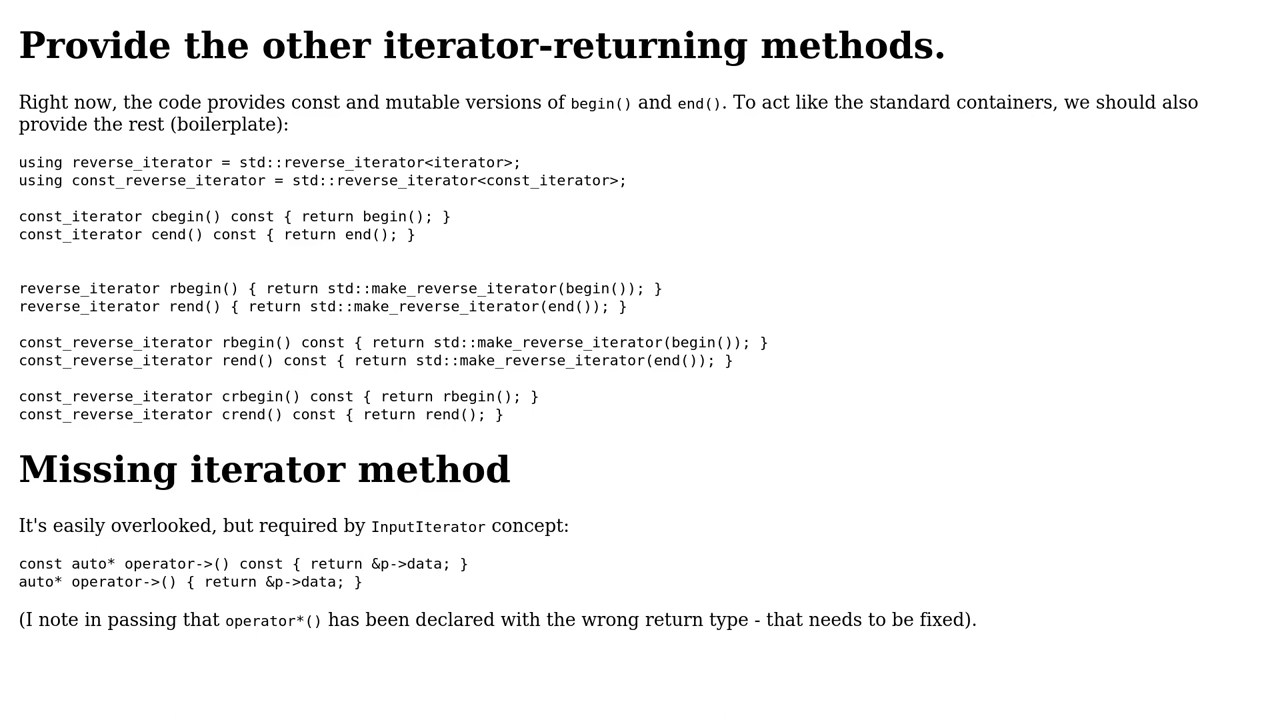 Provide the other iterator-returning methods.
Right now, the code provides const and mutable versions of begin() and end(). To act like the standard containers, we should also
provide the rest (boilerplate):
using reverse_iterator = std::reverse_iterator<iterator>;
using const_reverse_iterator = std::reverse_iterator<const_iterator>;
const_iterator cbegin() const { return begin(); }
const_iterator cend() const { return end(); }
reverse_iterator rbegin() { return std::make_reverse_iterator(begin()); }
reverse_iterator rend() { return std::make_reverse_iterator(end()); }
const_reverse_iterator rbegin() const { return std::make_reverse_iterator(begin()); }
const_reverse_iterator rend() const { return std::make_reverse_iterator(end()); }
const_reverse_iterator crbegin() const { return rbegin(); }
const_reverse_iterator crend() const { return rend(); }
Missing iterator method
It's easily overlooked, but required by InputIterator concept:
const auto* operator->() const { return &p->data; }
auto* operator->() { return &p->data; }
(I note in passing that operator*() has been declared with the wrong return type - that needs to be fixed).